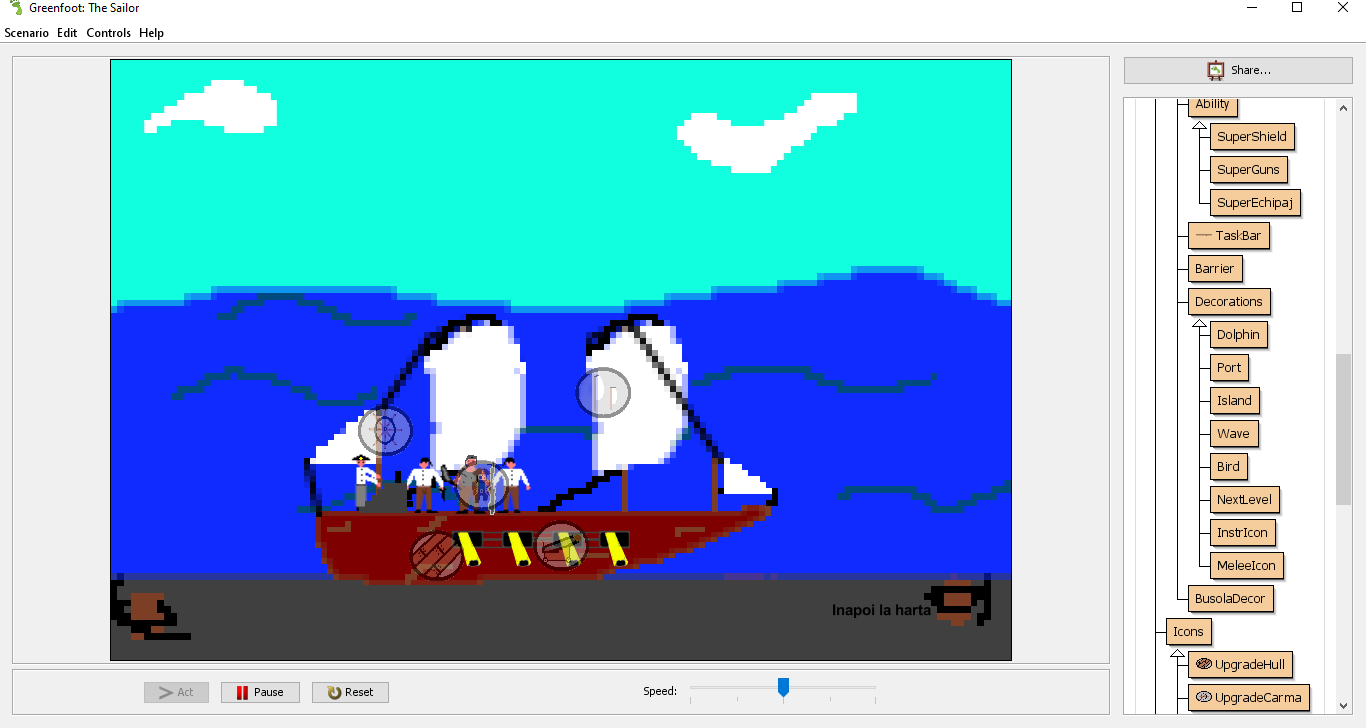 Greenfoot: The Sailor
Scenario Edit Controls Help
Share...
Ability
SuperShield
SuperGuns
SuperEchipaj
TaskBar
Barrier
Decorations
Dolphin
Port
Island
Wave
Bird
NextLevel
InstrIcon
MeleeIcon
BusolaDecor
Icons
UpgradeHull
UpgradeCarma
Inapoi la harta
Act Pause Reset Speed: